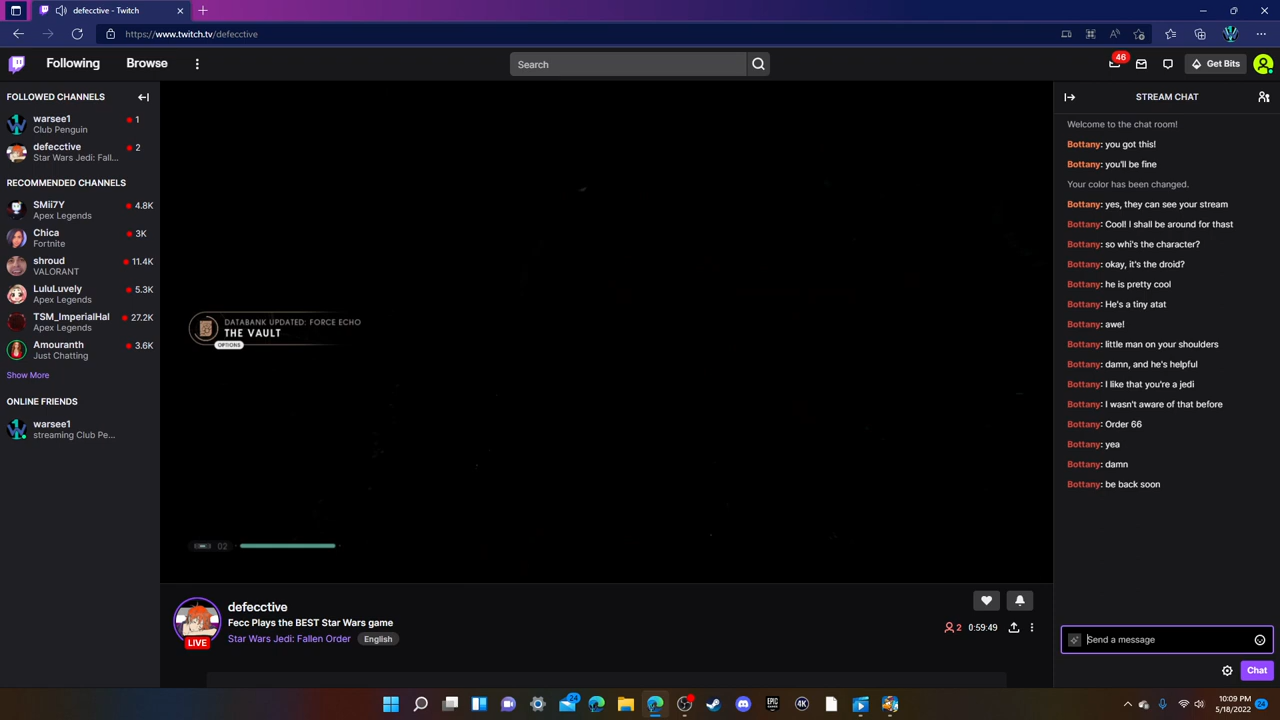 defecctive - Twitch
https://www.twitch.tv/defecctive
Following
Browse
Search
46
Get Bits
FOLLOWED CHANNELS
warsee1
1
Club Penguin
defecctive
2
Star Wars Jedi: Fall...
RECOMMENDED CHANNELS
SMii7Y
4.8K
Apex Legends
Chica
3K
Fortnite
shroud
11.4K
VALORANT
LuluLuvely
5.3K
Apex Legends
TSM_ImperialHal
27.2K
Apex Legends
Amouranth
3.6K
Just Chatting
Show More
ONLINE FRIENDS
warsee1
streaming Club Pe...
DATABANK UPDATED: FORCE ECHO
THE VAULT
OPTIONS
02
defecctive
Fecc Plays the BEST Star Wars game
LIVE
Star Wars Jedi: Fallen Order
English
2
0:59:49
STREAM CHAT
Welcome to the chat room!
Bottany: you got this!
Bottany: you'll be fine
Your color has been changed.
Bottany: yes, they can see your stream
Bottany: Cool! I shall be around for thast
Bottany: so whi's the character?
Bottany: okay, it's the droid?
Bottany: he is pretty cool
Bottany: He's a tiny atat
Bottany: awe!
Bottany: little man on your shoulders
Bottany: damn, and he's helpful
Bottany: I like that you're a jedi
Bottany: I wasn't aware of that before
Bottany: Order 66
Bottany: yea
Bottany: damn
Bottany: be back soon
Send a message
Chat
24
EPIC GAMES
4K
10:09 PM
5/18/2022
24